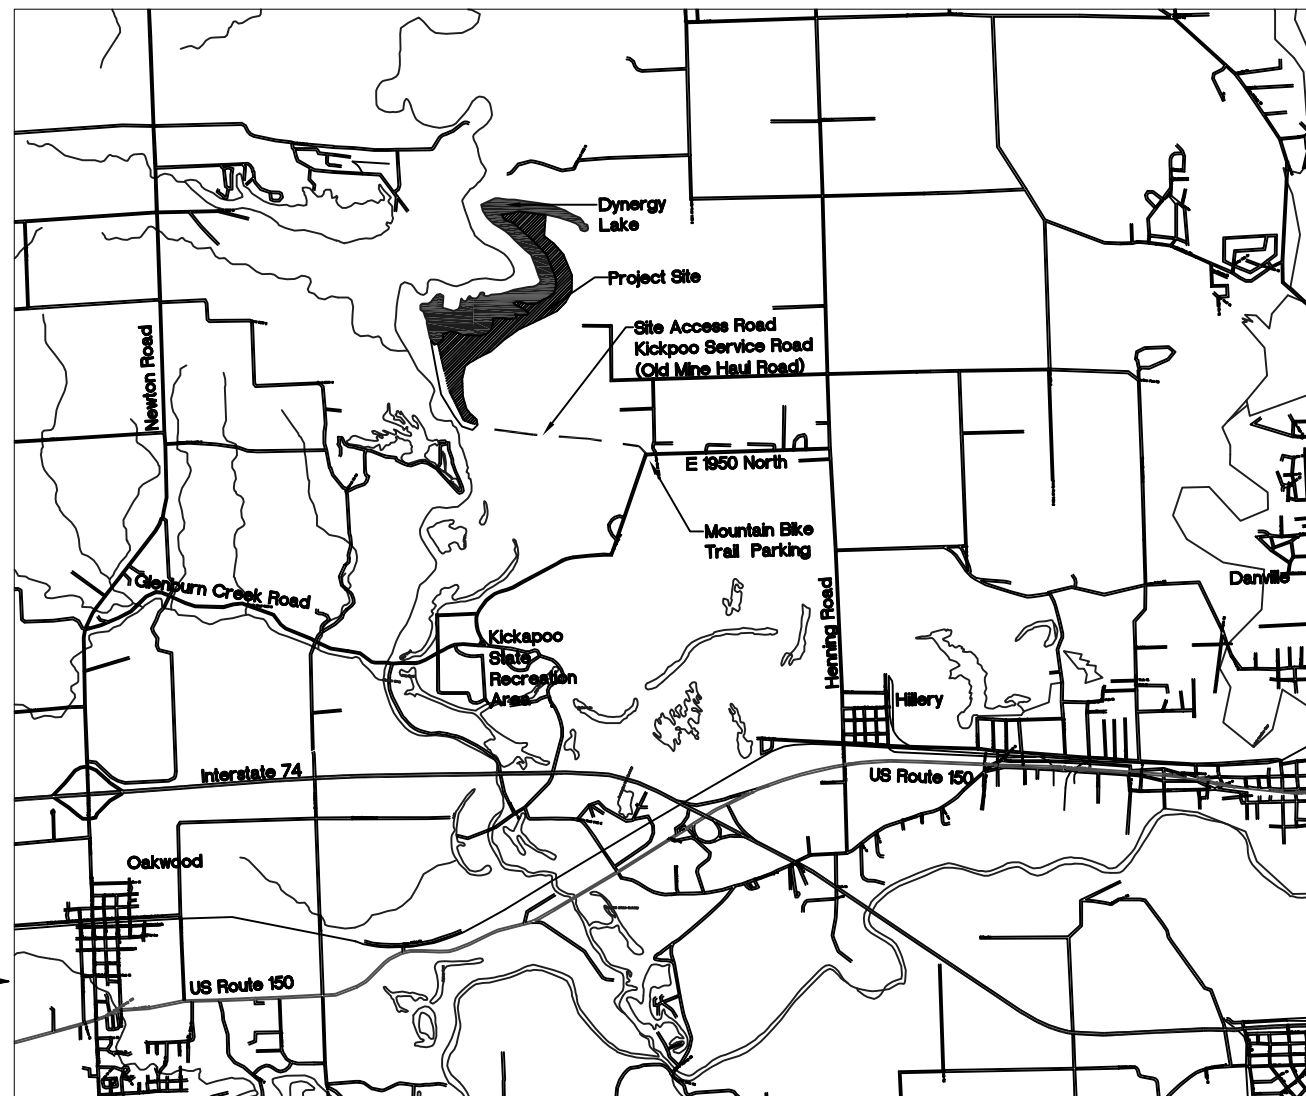 Dynergy
Lake
Project Site
Site Access Road
Kickpoo Service Road
(Old Mine Haul Road)
Newton Road
E 1950 North
Mountain Bike
Trail Parking
Danville
Glenburn Creek Road
Henning Road
Kickapoo
State
Recreation
Area
Hillery
Interstate 74
US Route 150
Oakwood
US Route 150